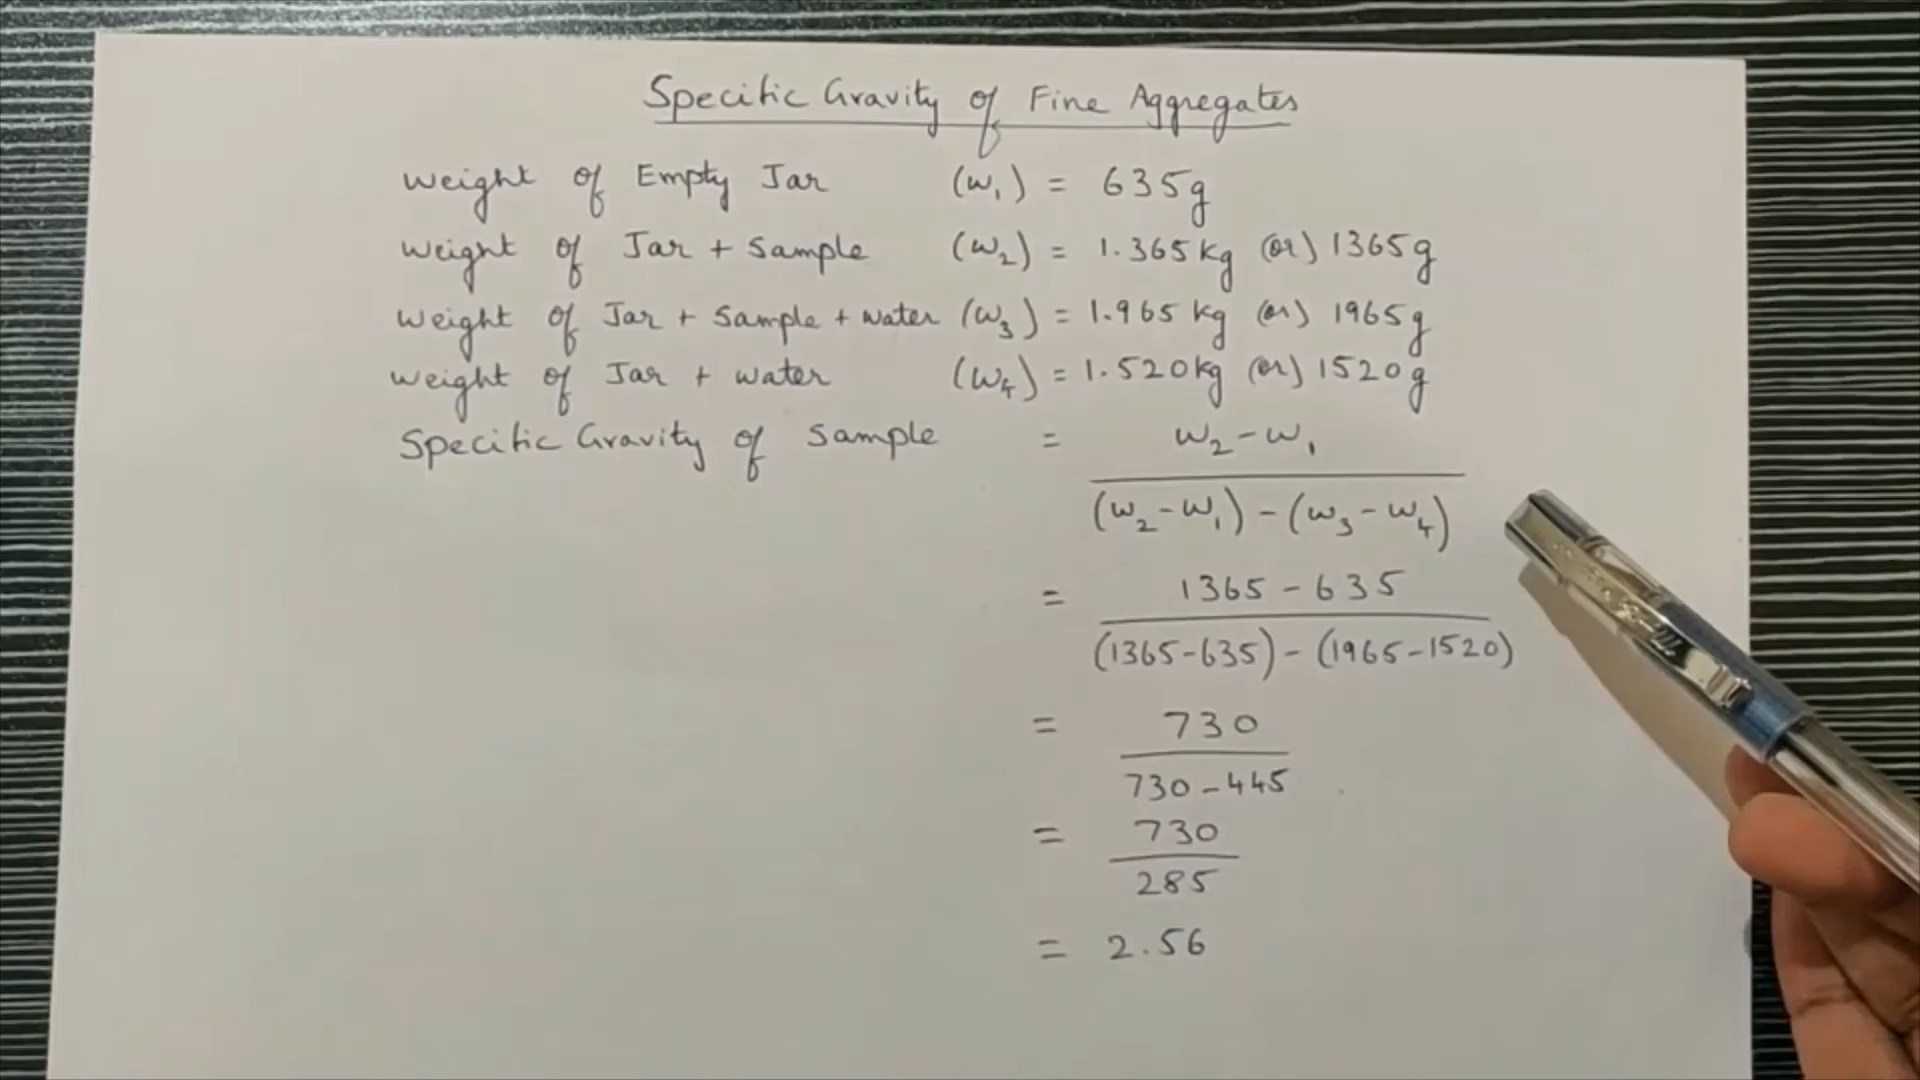 Specific Gravity of Fine Aggregates
Weight of Empty Jar (W₁) = 635g
Weight of Jar + Sample (W₂) = 1.365 kg (or) 1365g
Weight of Jar + Sample + Water (W₃) = 1.965 kg (or) 1965g
Weight of Jar + Water (W₄) = 1.520kg (or) 1520g
Specific Gravity of Sample = W₂ - W₁
(W₂ - W₁) - (W₃ - W₄)
= 1365 - 635
(1365-635) - (1965-1520)
= 730
730 - 445
= 730
285
= 2.56